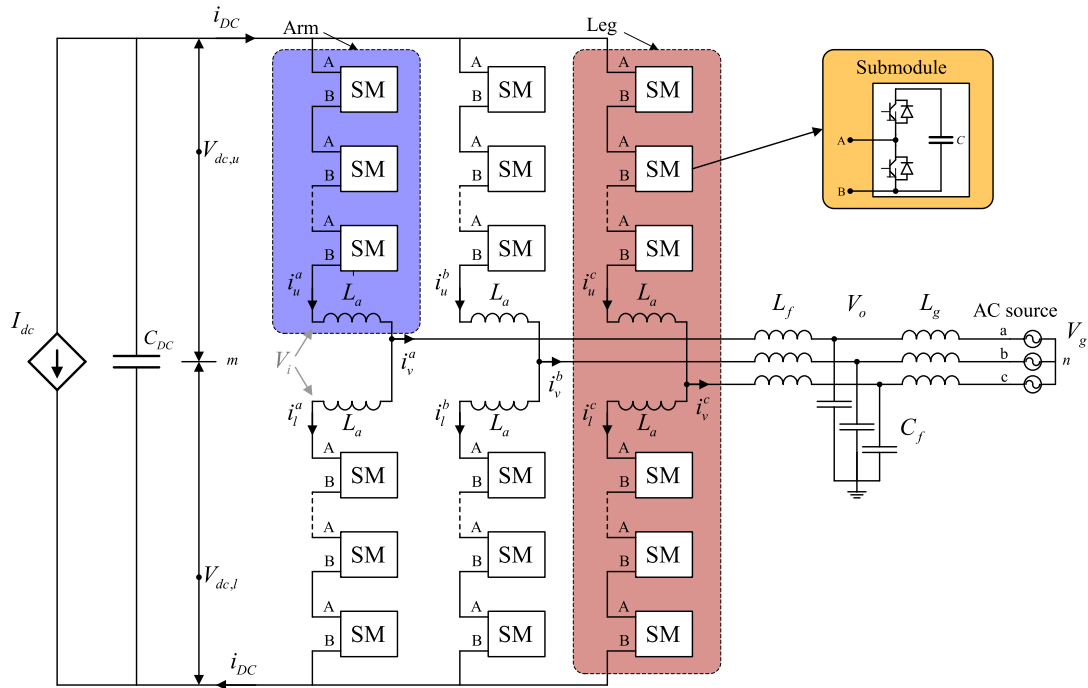 i_DC
Arm
Leg
A
SM
B
A
SM
B
A
SM
B
A
B
SM
A
B
SM
A
B
SM
A
B
SM
A
B
SM
A
B
SM
Submodule
A
B
C
V_dc,u
i_u^a
L_a
i_u^b
L_a
i_u^c
L_a
I_dc
C_DC
m
V_i
i_v^a
i_v^b
i_v^c
L_f
V_o
L_g
AC source
V_g
a
b
c
n
C_f
i_l^a
L_a
i_l^b
L_a
i_l^c
L_a
A
SM
B
A
SM
B
A
SM
B
A
SM
B
A
SM
B
A
SM
B
V_dc,l
A
SM
B
A
SM
B
A
SM
B
i_DC